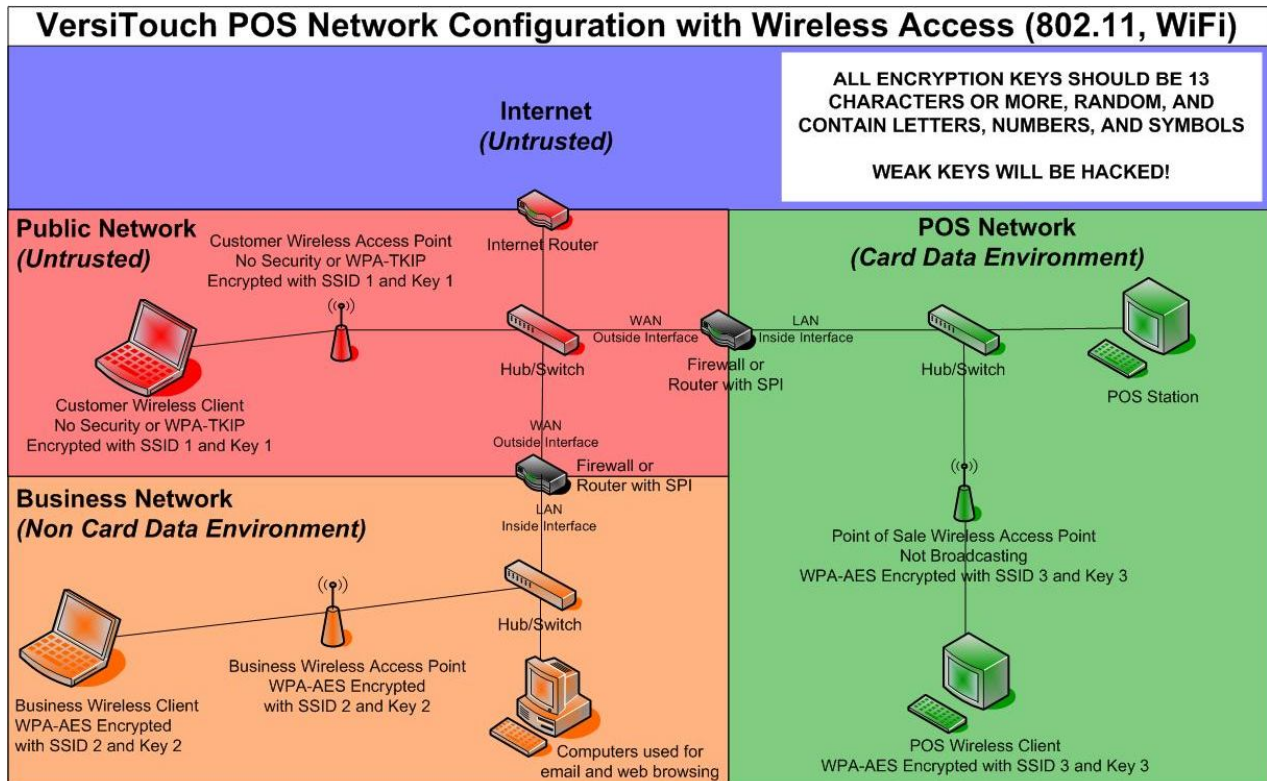 VersiTouch POS Network Configuration with Wireless Access (802.11, WiFi)
Internet
(Untrusted)
ALL ENCRYPTION KEYS SHOULD BE 13
CHARACTERS OR MORE, RANDOM, AND
CONTAIN LETTERS, NUMBERS, AND SYMBOLS
WEAK KEYS WILL BE HACKED!
Public Network
(Untrusted)
Customer Wireless Access Point
No Security or WPA-TKIP
Encrypted with SSID 1 and Key 1
Internet Router
WAN
Outside Interface
Hub/Switch
Firewall or
Router with SPI
Customer Wireless Client
No Security or WPA-TKIP
Encrypted with SSID 1 and Key 1
WAN
Outside Interface
Firewall or
Router with SPI
POS Network
(Card Data Environment)
LAN
Inside Interface
Hub/Switch
POS Station
Point of Sale Wireless Access Point
Not Broadcasting
WPA-AES Encrypted with SSID 3 and Key 3
POS Wireless Client
WPA-AES Encrypted with SSID 3 and Key 3
Business Network
(Non Card Data Environment)
LAN
Inside Interface
Hub/Switch
Business Wireless Access Point
WPA-AES Encrypted
with SSID 2 and Key 2
Business Wireless Client
WPA-AES Encrypted
with SSID 2 and Key 2
Computers used for
email and web browsing